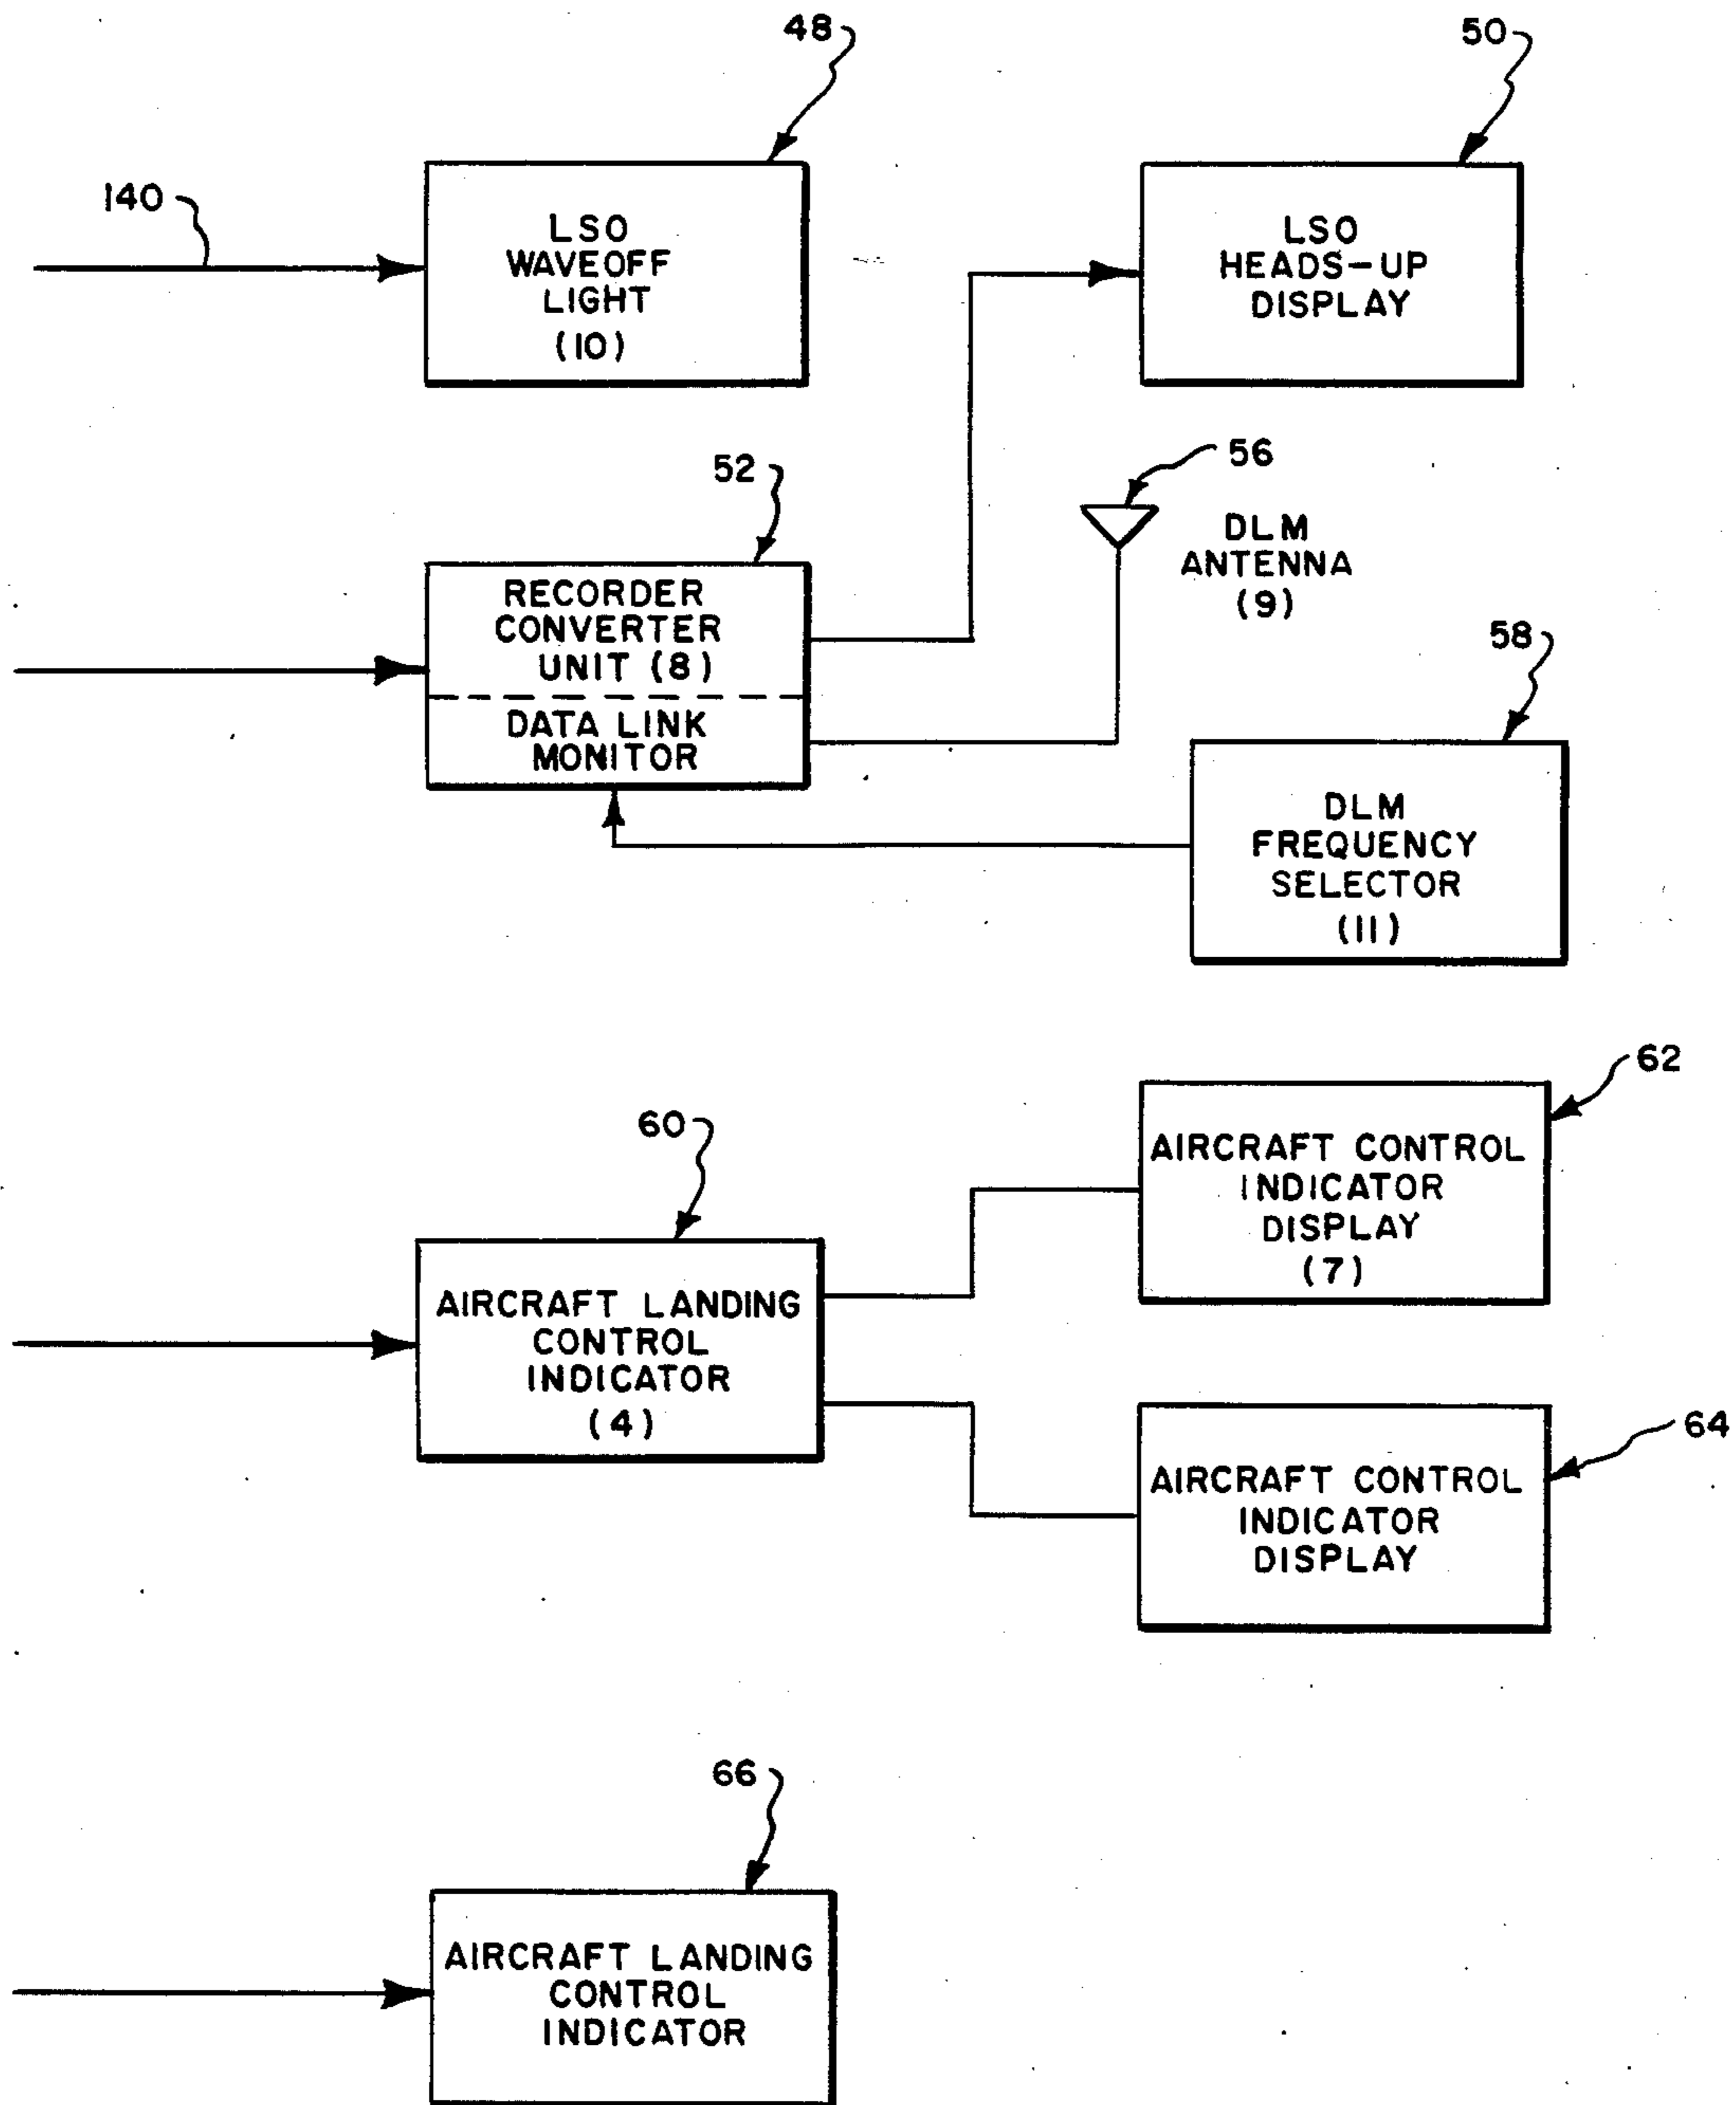 48
50
140
LSO
WAVEOFF
LIGHT
(10)
LSO
HEADS-UP
DISPLAY
52
56
DLM
ANTENNA
(9)
RECORDER
CONVERTER
UNIT (8)
DATA LINK
MONITOR
58
DLM
FREQUENCY
SELECTOR
(11)
62
60
AIRCRAFT CONTROL
INDICATOR
DISPLAY
(7)
AIRCRAFT LANDING
CONTROL
INDICATOR
(4)
64
AIRCRAFT CONTROL
INDICATOR
DISPLAY
66
AIRCRAFT LANDING
CONTROL
INDICATOR